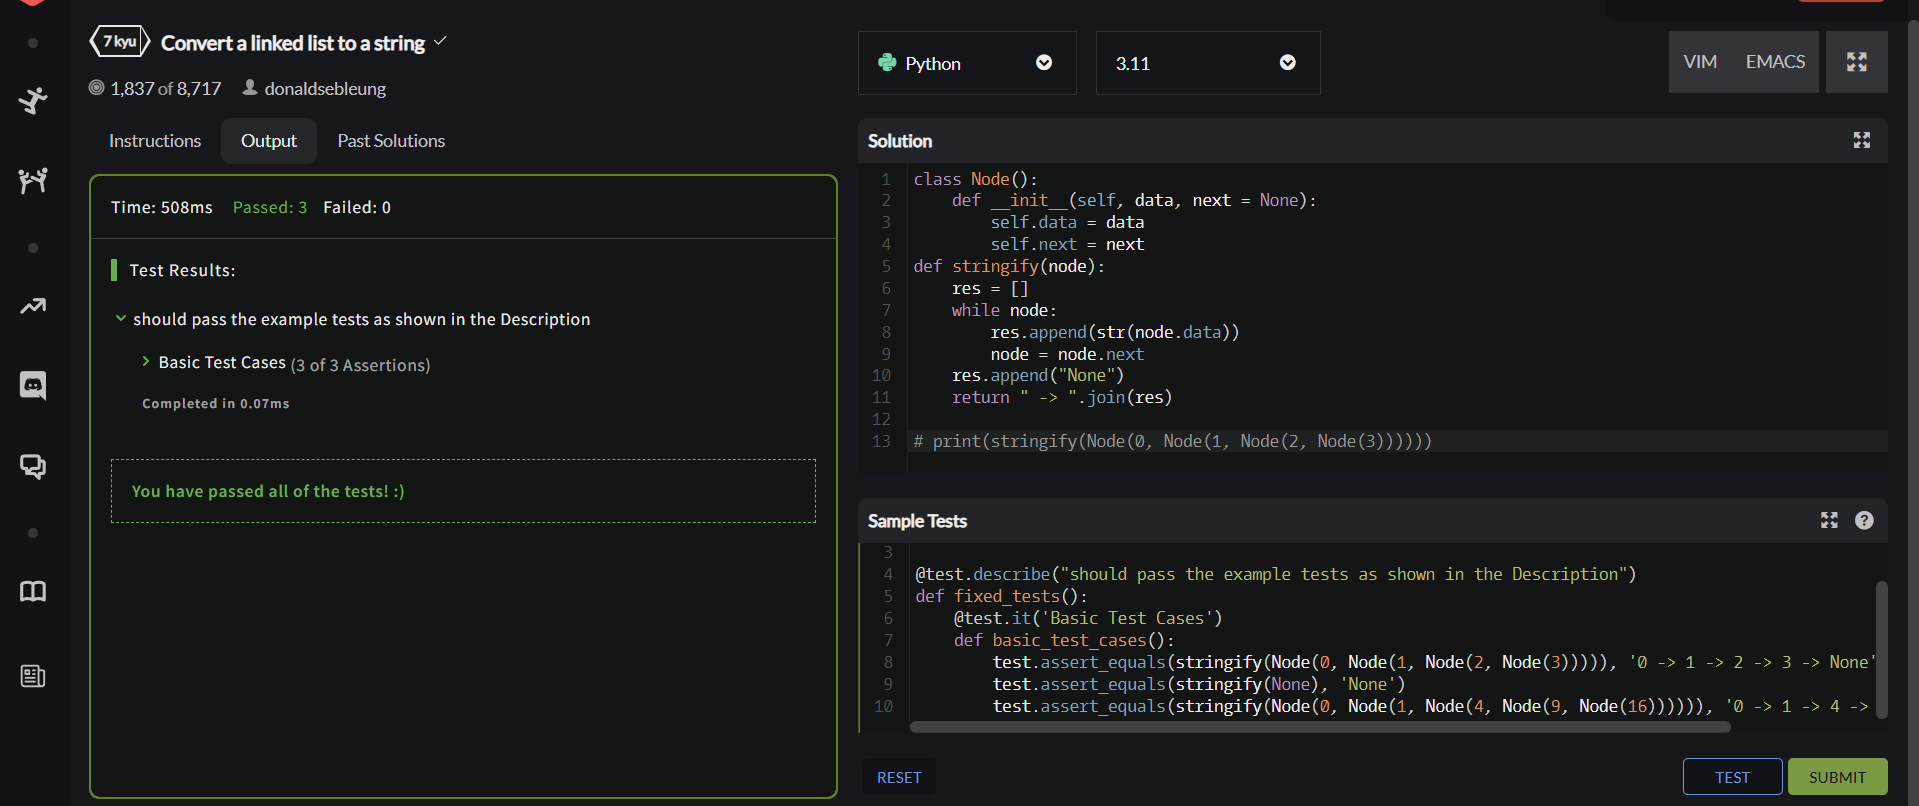 7 kyu
Convert a linked list to a string
1,837 of 8,717 donaldsebleung
Instructions Output Past Solutions
Time: 508ms Passed: 3 Failed: 0
Test Results:
should pass the example tests as shown in the Description
Basic Test Cases (3 of 3 Assertions)
Completed in 0.07ms
You have passed all of the tests! :)
Python
3.11
VIM EMACS
Solution
1 class Node():
2     def __init__(self, data, next = None):
3         self.data = data
4         self.next = next
5 def stringify(node):
6     res = []
7     while node:
8         res.append(str(node.data))
9         node = node.next
10     res.append("None")
11     return " -> ".join(res)
12
13 # print(stringify(Node(0, Node(1, Node(2, Node(3))))))
Sample Tests
3
4 @test.describe("should pass the example tests as shown in the Description")
5 def fixed_tests():
6     @test.it('Basic Test Cases')
7     def basic_test_cases():
8         test.assert_equals(stringify(Node(0, Node(1, Node(2, Node(3))))), '0 -> 1 -> 2 -> 3 -> None'
9         test.assert_equals(stringify(None), 'None')
10         test.assert_equals(stringify(Node(0, Node(1, Node(4, Node(9, Node(16)))))), '0 -> 1 -> 4 ->
RESET
TEST
SUBMIT